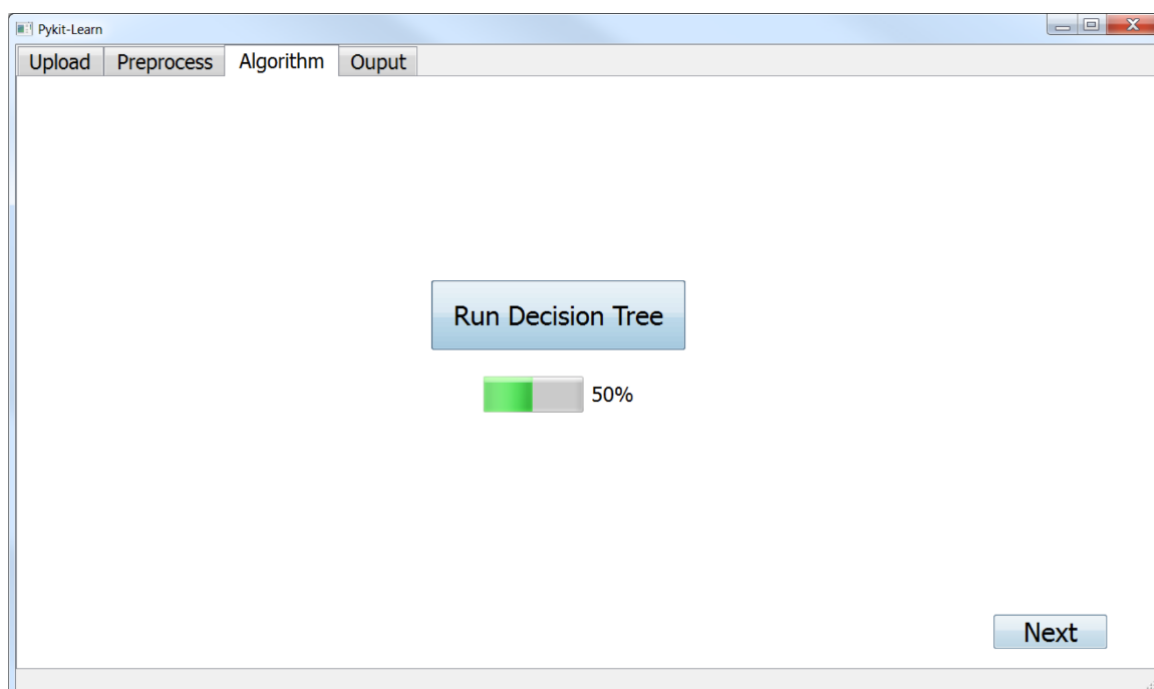 Pykit-Learn
Upload Preprocess Algorithm Ouput
Run Decision Tree
50%
Next